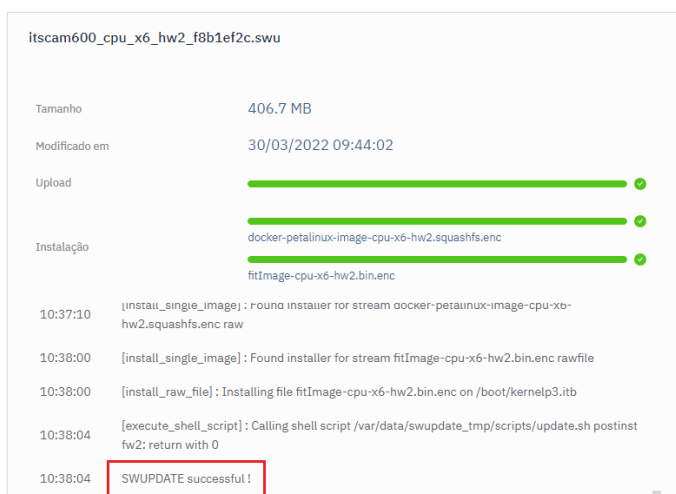 itscam600_cpu_x6_hw2_f8b1ef2c.swu
Tamanho 406.7 MB
Modificado em 30/03/2022 09:44:02
Upload
Instalação
docker-petalinux-image-cpu-x6-hw2.squashfs.enc
fitImage-cpu-x6-hw2.bin.enc
10:37:10 [install_single_image] : Found installer for stream docker-petalinux-image-cpu-x6-
hw2.squashfs.enc raw
10:38:00 [install_single_image] : Found installer for stream fitImage-cpu-x6-hw2.bin.enc rawfile
10:38:00 [install_raw_file] : Installing file fitImage-cpu-x6-hw2.bin.enc on /boot/kernelp3.itb
10:38:04 [execute_shell_script] : Calling shell script /var/data/swupdate_tmp/scripts/update.sh postinst
fw2: return with 0
10:38:04 SWUPDATE successful !